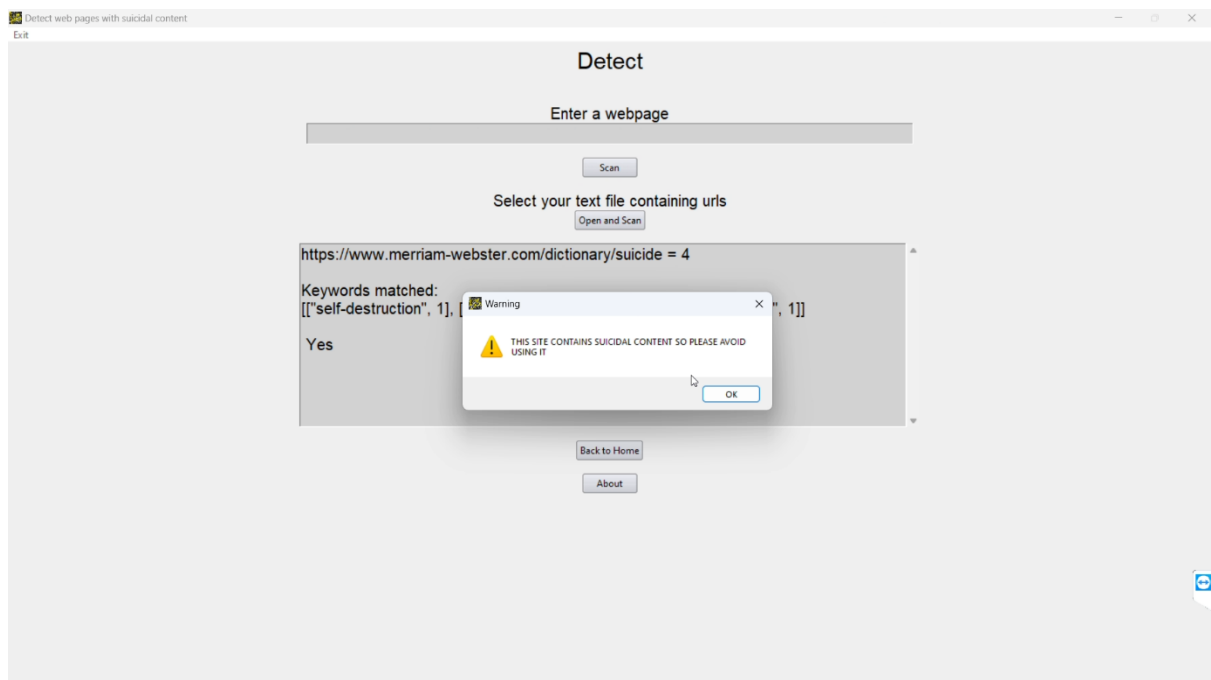 Detect web pages with suicidal content
Exit
Detect
Enter a webpage
Scan
Select your text file containing urls
Open and Scan
https://www.merriam-webster.com/dictionary/suicide = 4
Keywords matched:
[["self-destruction", 1], [ ", 1]]
Yes
Warning
THIS SITE CONTAINS SUICIDAL CONTENT SO PLEASE AVOID
USING IT
OK
Back to Home
About